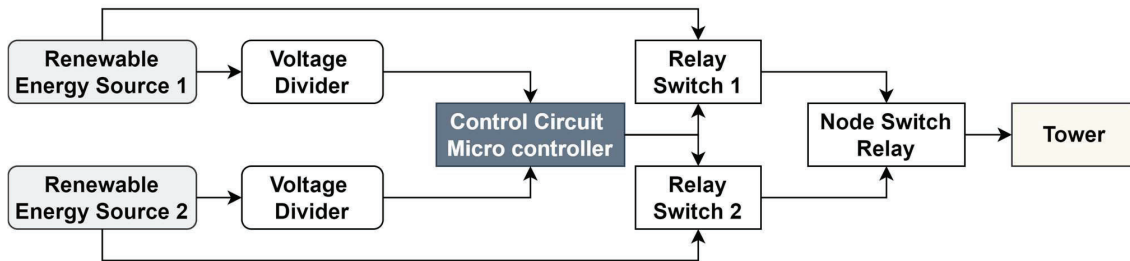 Renewable
Energy Source 1
Voltage
Divider
Relay
Switch 1
Control Circuit
Micro controller
Node Switch
Relay
Tower
Renewable
Energy Source 2
Voltage
Divider
Relay
Switch 2